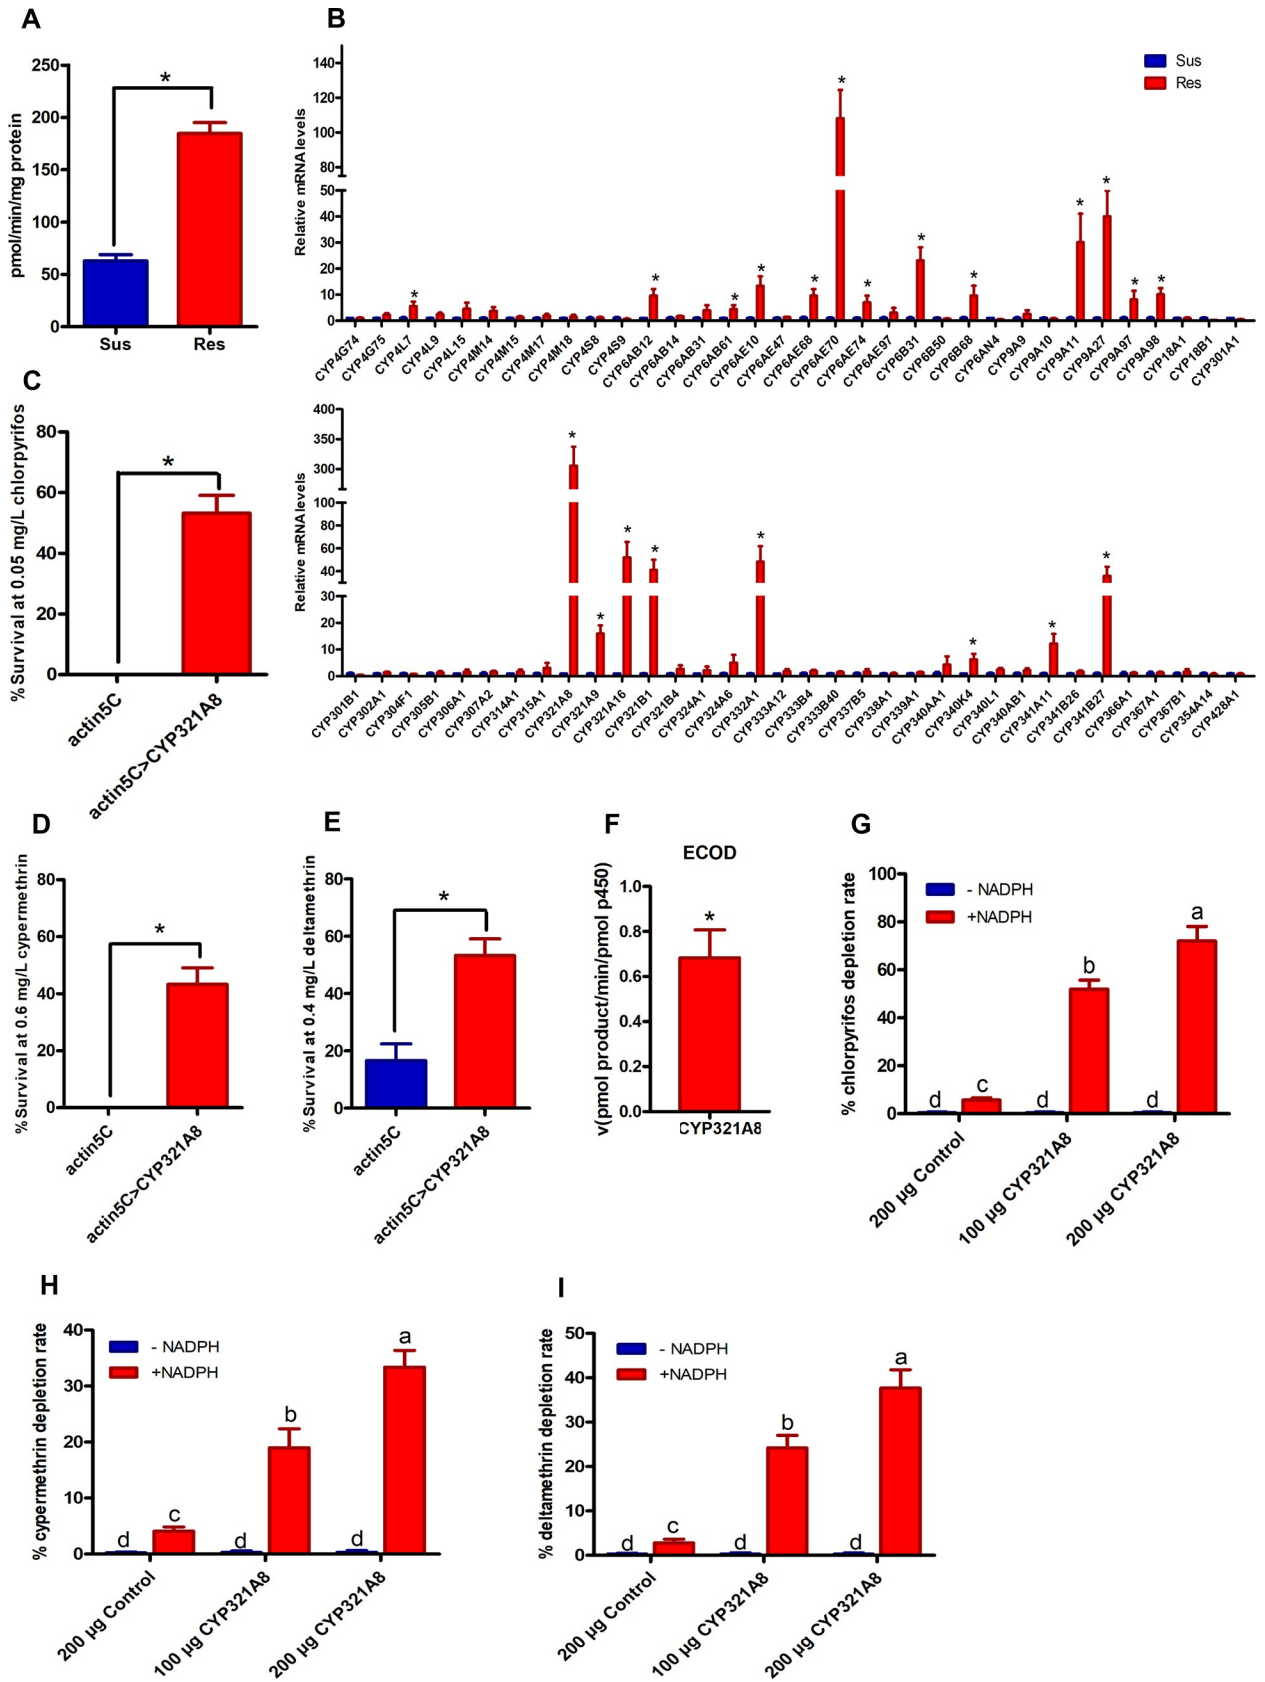 A
pmol/min/mg protein
250
200
150
100
50
0
*
Sus
Res
B
Relative mRNA levels
140
120
100
80
50
40
30
20
10
0
Sus
Res
* * * * * * * * * * * * *
CYP4G74
CYP4G75
CYP4L7
CYP4L9
CYP4L15
CYP4M14
CYP4M15
CYP4M17
CYP4M18
CYP4S8
CYP4S9
CYP6AB12
CYP6AB14
CYP6AB31
CYP6AB61
CYP6AE10
CYP6AE47
CYP6AE68
CYP6AE70
CYP6AE74
CYP6AE97
CYP6B31
CYP6B50
CYP6B68
CYP6AN4
CYP9A9
CYP9A10
CYP9A11
CYP9A27
CYP9A97
CYP9A98
CYP18A1
CYP18B1
CYP301A1
Relative mRNA levels
400
350
300
100
80
60
40
30
20
10
0
* * * * * * * *
CYP301B1
CYP302A1
CYP304F1
CYP305B1
CYP306A1
CYP307A2
CYP314A1
CYP315A1
CYP321A8
CYP321A9
CYP321A16
CYP321B1
CYP321B4
CYP324A1
CYP324A6
CYP332A1
CYP333A12
CYP333B4
CYP333B40
CYP337B5
CYP338A1
CYP339A1
CYP340AA1
CYP340K4
CYP340L1
CYP340AB1
CYP341A11
CYP341B26
CYP341B27
CYP366A1
CYP367A1
CYP367B1
CYP354A14
CYP428A1
C
% Survival at 0.05 mg/L chlorpyrifos
80
60
40
20
0
*
actin5C
actin5C>CYP321A8
D
% Survival at 0.6 mg/L cypermethrin
80
60
40
20
0
*
actin5C
actin5C>CYP321A8
E
% Survival at 0.4 mg/L deltamethrin
80
60
40
20
0
*
actin5C
actin5C>CYP321A8
F
ECOD
v(pmol product/min/pmol p450)
1.0
0.8
0.6
0.4
0.2
0.0
*
CYP321A8
G
% chlorpyrifos depletion rate
100
80
60
40
20
0
- NADPH
+NADPH
d c d b d a
200 µg Control
100 µg CYP321A8
200 µg CYP321A8
H
% cypermethrin depletion rate
40
30
20
10
0
- NADPH
+NADPH
d c d b d a
200 µg Control
100 µg CYP321A8
200 µg CYP321A8
I
% deltamethrin depletion rate
50
40
30
20
10
0
- NADPH
+NADPH
d c d b d a
200 µg Control
100 µg CYP321A8
200 µg CYP321A8